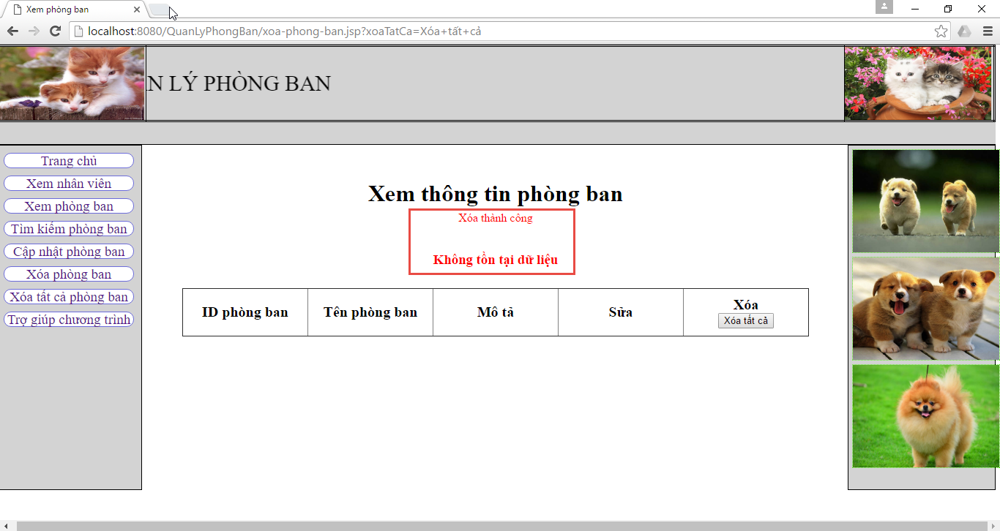 Xem phòng ban
localhost:8080/QuanLyPhongBan/xoa-phong-ban.jsp?xoaTatCa=Xóa+tất+cả
N LÝ PHÒNG BAN
Trang chủ
Xem nhân viên
Xem phòng ban
Tìm kiếm phòng ban
Cập nhật phòng ban
Xóa phòng ban
Xóa tất cả phòng ban
Trợ giúp chương trình
Xem thông tin phòng ban
Xóa thành công
Không tồn tại dữ liệu
ID phòng ban Tên phòng ban Mô tả Sửa Xóa
Xóa tất cả